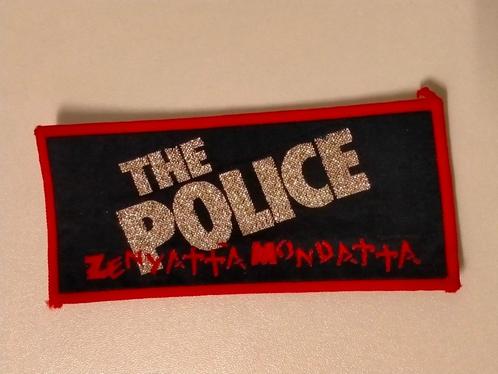 THE
POLICE
ZENYATTA MONDATTA